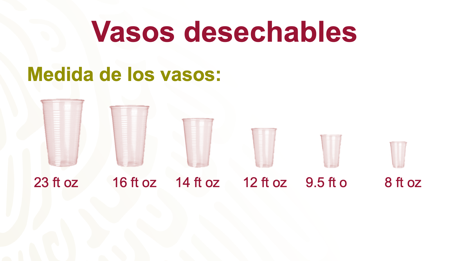 Vasos desechables
Medida de los vasos:
23 ft oz 16 ft oz 14 ft oz 12 ft oz 9.5 ft o 8 ft oz